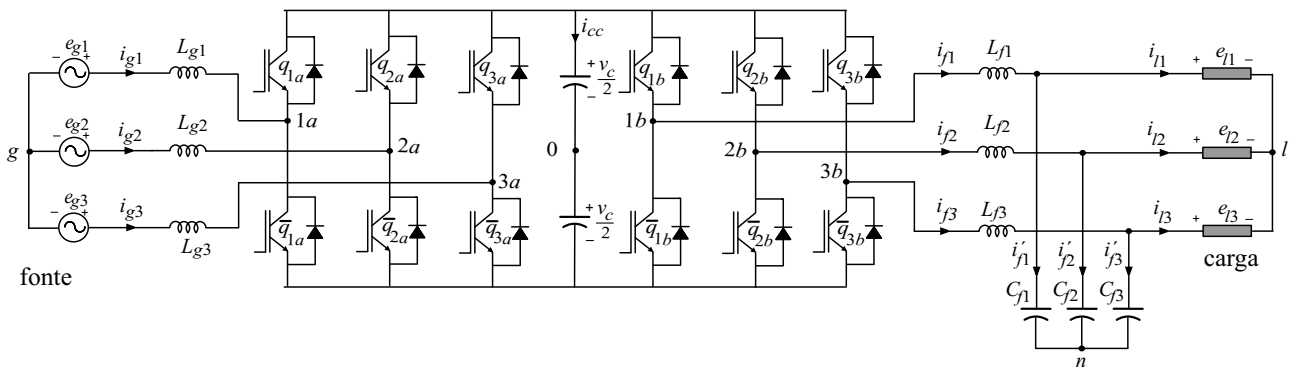 e_g1 i_g1 L_g1 q_1a q_2a q_3a i_cc + v_c/2 − q_1b q_2b q_3b i_f1 L_f1 i_l1 + e_l1 −
− +
1a 1b
g e_g2 i_g2 L_g2 2a 0 2b i_f2 L_f2 i_l2 + e_l2 − l
− +
3a 3b
e_g3 i_g3 L_g3 q̄_1a q̄_2a q̄_3a + v_c/2 − q̄_1b q̄_2b q̄_3b i_f3 L_f3 i_l3 + e_l3 −
− +
fonte i'_f1 i'_f2 i'_f3 carga
C_f1 C_f2 C_f3
n